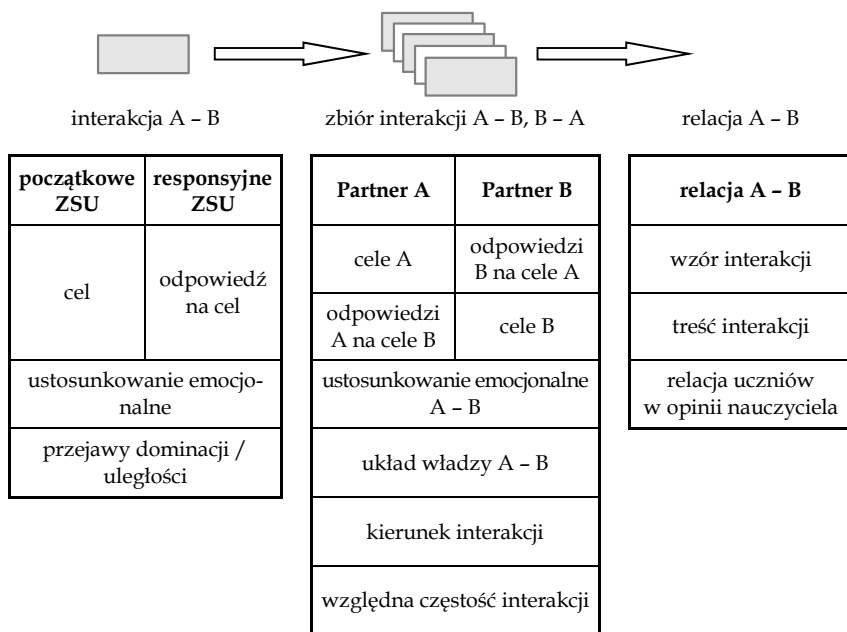 interakcja A – B
zbiór interakcji A – B, B – A
relacja A – B
początkowe
ZSU
responsyjne
ZSU
cel
odpowiedź
na cel
ustosunkowanie emocjo-
nalne
przejawy dominacji /
uległości
Partner A
Partner B
cele A
odpowiedzi
B na cele A
odpowiedzi
A na cele B
cele B
ustosunkowanie emocjonalne
A – B
układ władzy A – B
kierunek interakcji
względna częstość interakcji
relacja A – B
wzór interakcji
treść interakcji
relacja uczniów
w opinii nauczyciela